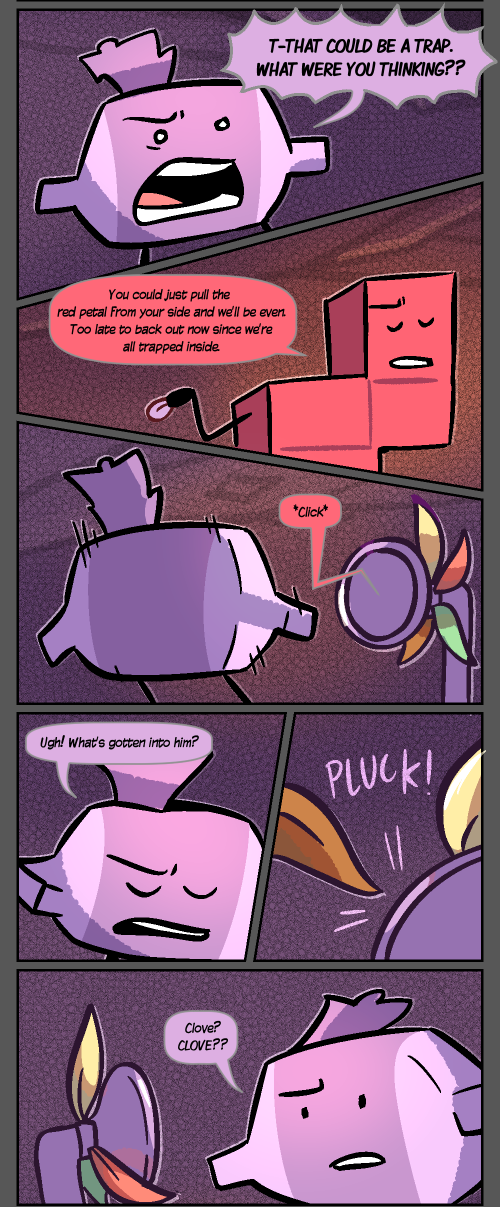 T-THAT COULD BE A TRAP.
WHAT WERE YOU THINKING??
You could just pull the
red petal from your side and we'll be even.
Too late to back out now since we're
all trapped inside.
*Click*
Ugh! What's gotten into him?
PLUCK!
Clove?
CLOVE??